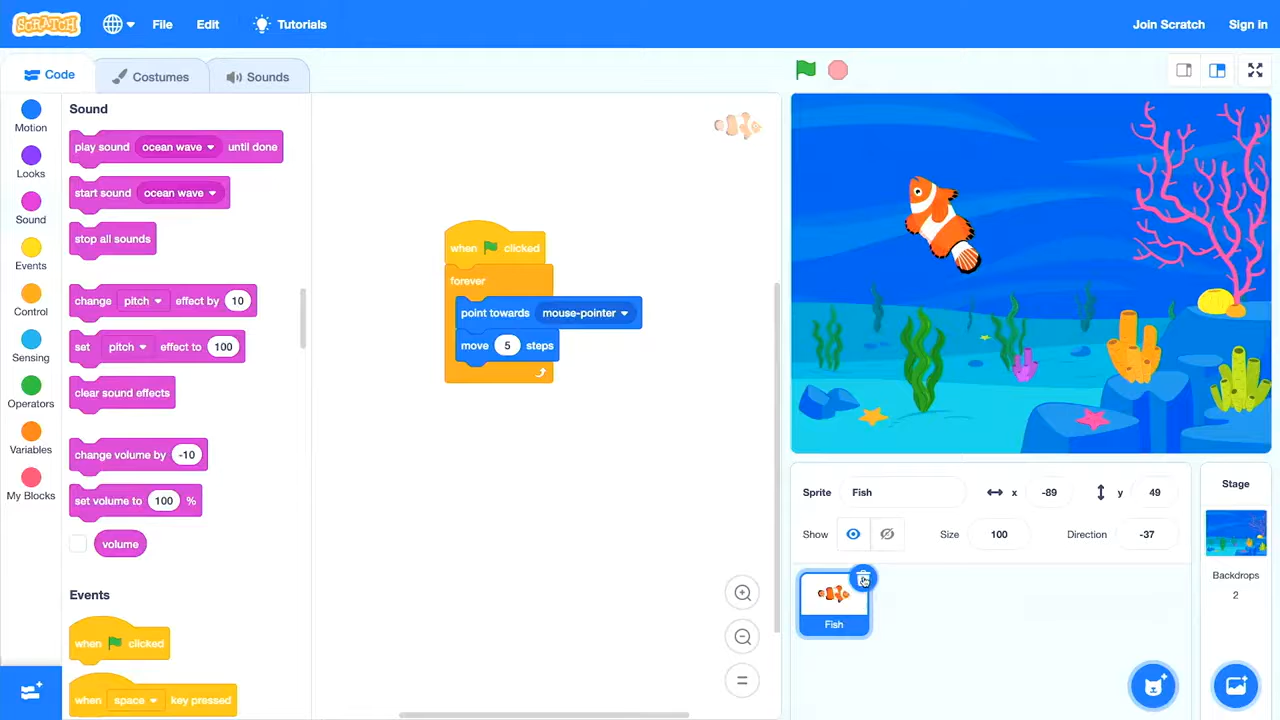 SCRATCH File Edit Tutorials Join Scratch Sign in
Code Costumes Sounds
Motion
Looks
Sound
Events
Control
Sensing
Operators
Variables
My Blocks
Sound
play sound ocean wave until done
start sound ocean wave
stop all sounds
change pitch effect by 10
set pitch effect to 100
clear sound effects
change volume by -10
set volume to 100 %
volume
Events
when clicked
when space key pressed
when clicked
forever
point towards mouse-pointer
move 5 steps
Sprite Fish x -89 y 49
Show Size 100 Direction -37
Fish
Stage
Backdrops
2